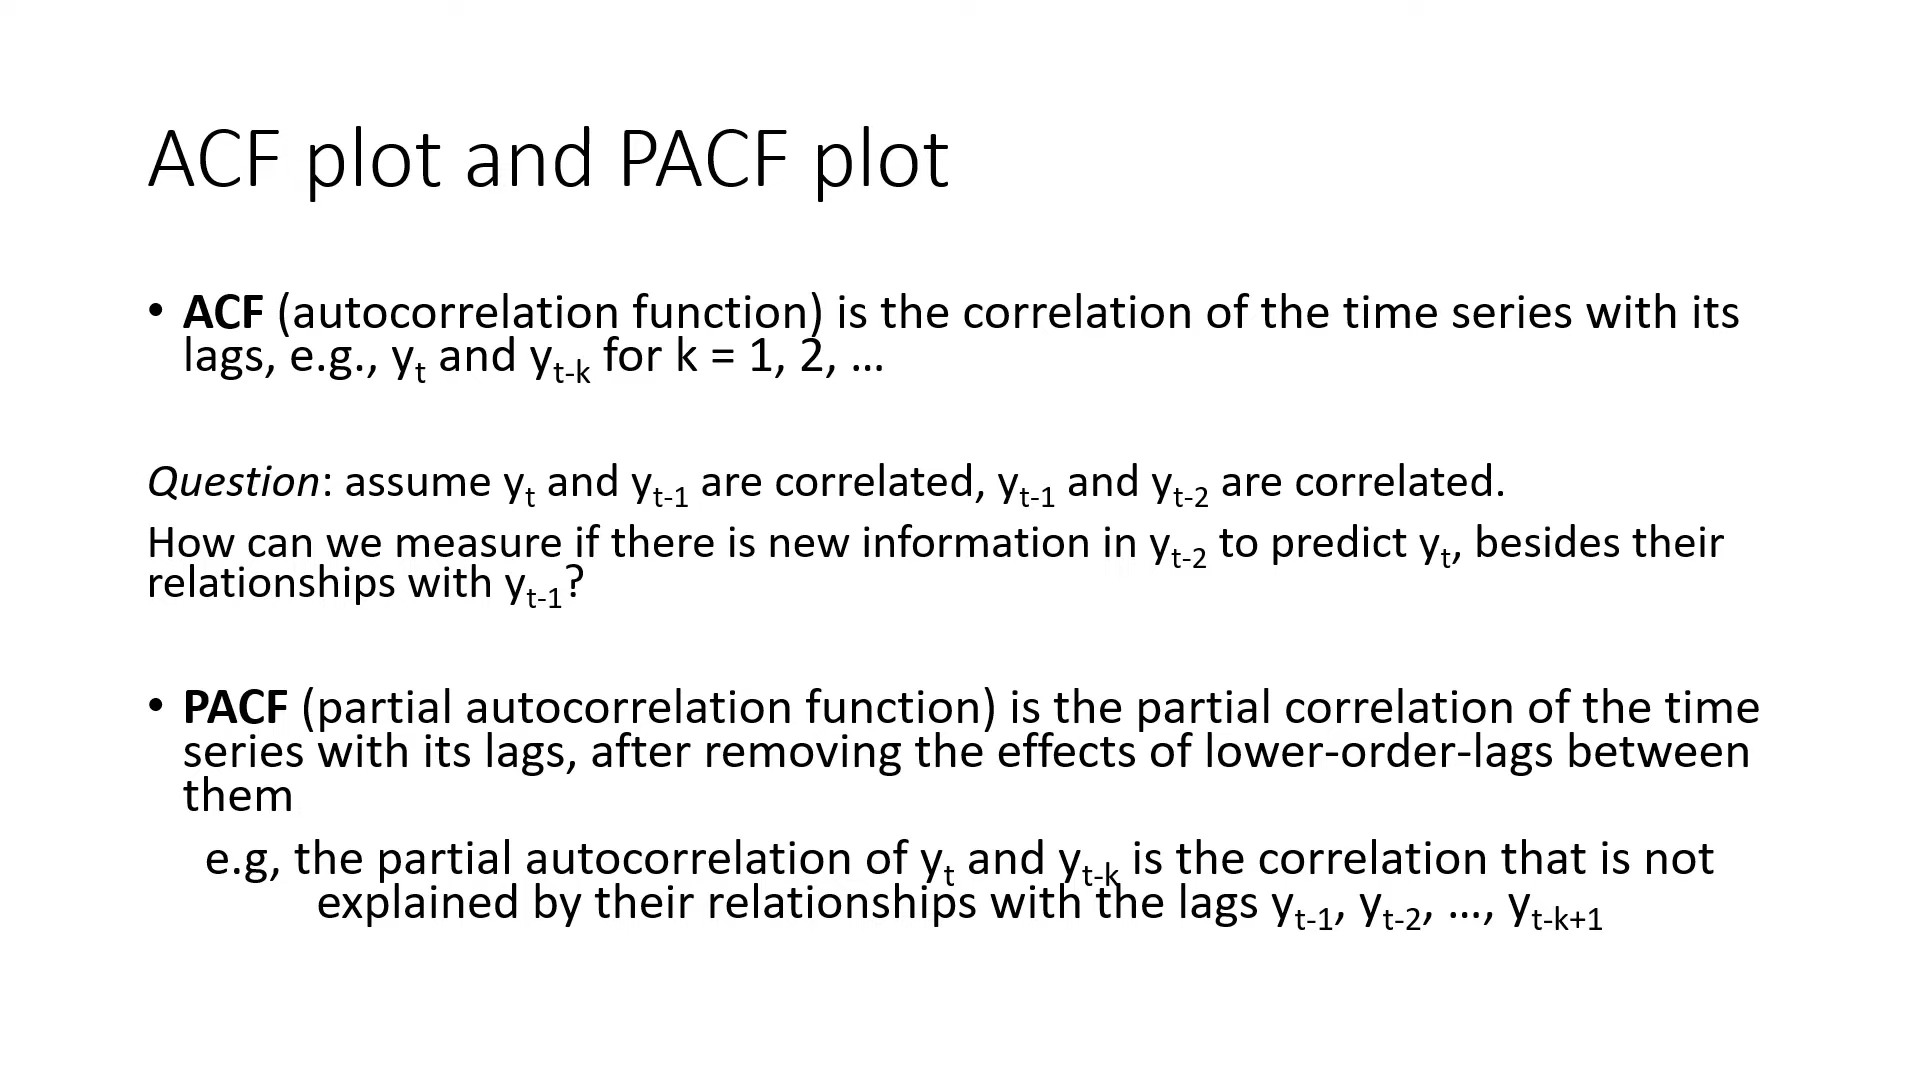 ACF plot and PACF plot
• ACF (autocorrelation function) is the correlation of the time series with its
lags, e.g., yt and yt-k for k = 1, 2, …
Question: assume yt and yt-1 are correlated, yt-1 and yt-2 are correlated.
How can we measure if there is new information in yt-2 to predict yt, besides their
relationships with yt-1?
• PACF (partial autocorrelation function) is the partial correlation of the time
series with its lags, after removing the effects of lower-order-lags between
them
e.g, the partial autocorrelation of yt and yt-k is the correlation that is not
explained by their relationships with the lags yt-1, yt-2, …, yt-k+1